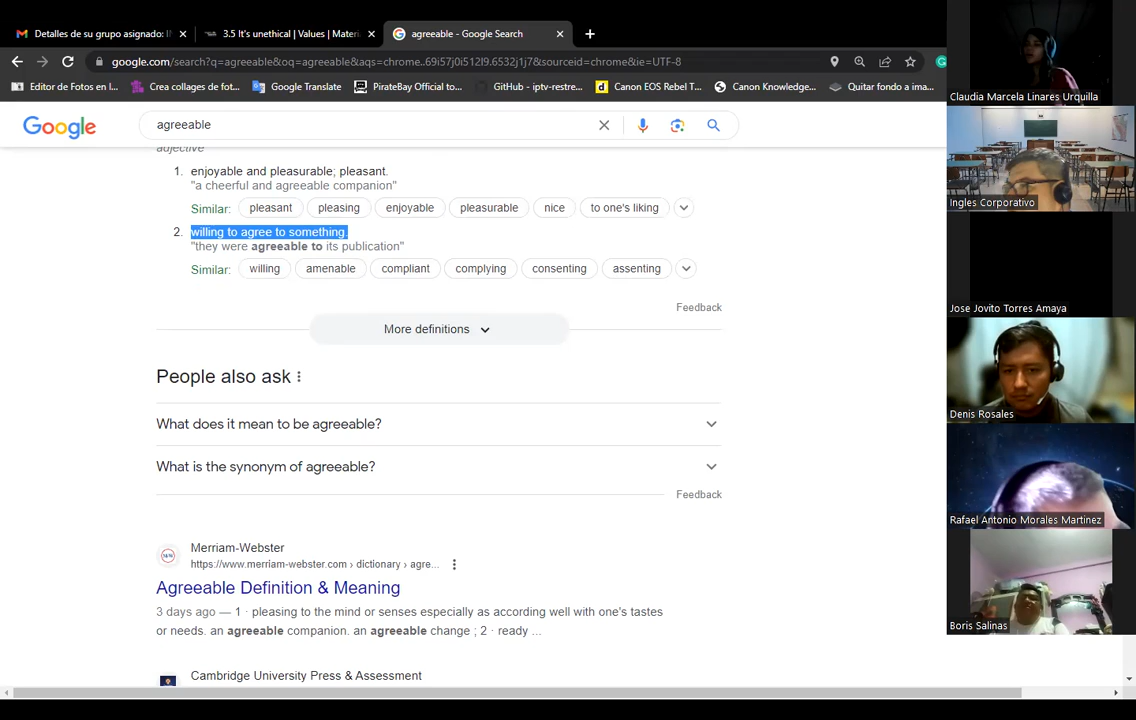 Detalles de su grupo asignado: II
3.5 It's unethical | Values | Mater
agreeable - Google Search
google.com/search?q=agreeable&oq=agreeable&aqs=chrome..69i57j0i512l9.6532j1j7&sourceid=chrome&ie=UTF-8
Editor de Fotos en l...
Crea collages de fot...
Google Translate
PirateBay Official to...
GitHub - iptv-restre...
Canon EOS Rebel T...
Canon Knowledge...
Quitar fondo a ima...
Google
agreeable
adjective
1. enjoyable and pleasurable; pleasant.
"a cheerful and agreeable companion"
Similar: pleasant pleasing enjoyable pleasurable nice to one's liking
2. willing to agree to something.
"they were agreeable to its publication"
Similar: willing amenable compliant complying consenting assenting
Feedback
More definitions
People also ask
What does it mean to be agreeable?
What is the synonym of agreeable?
Feedback
Merriam-Webster
https://www.merriam-webster.com › dictionary › agre...
Agreeable Definition & Meaning
3 days ago — 1 · pleasing to the mind or senses especially as according well with one's tastes
or needs. an agreeable companion. an agreeable change ; 2 · ready ...
Cambridge University Press & Assessment
Claudia Marcela Linares Urquilla
Ingles Corporativo
Jose Jovito Torres Amaya
Denis Rosales
Rafael Antonio Morales Martinez
Boris Salinas